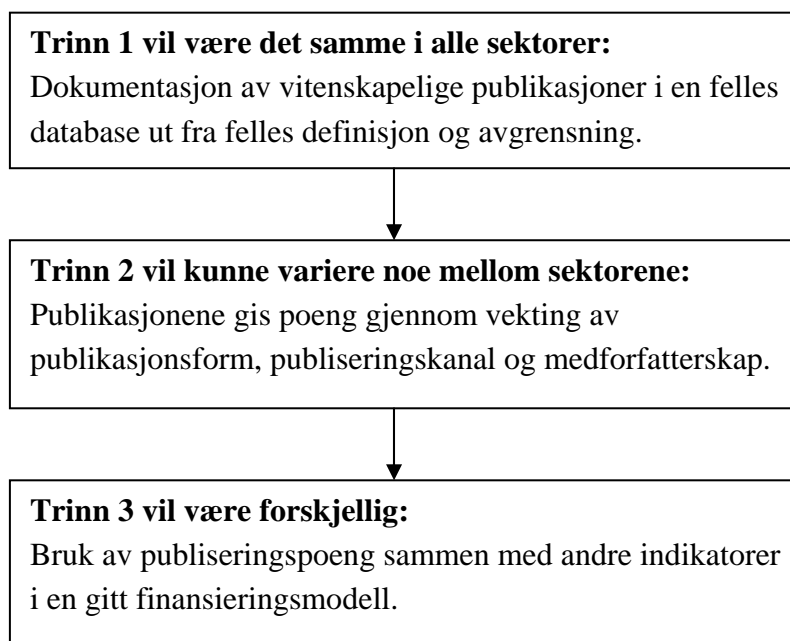 Trinn 1 vil være det samme i alle sektorer:
Dokumentasjon av vitenskapelige publikasjoner i en felles
database ut fra felles definisjon og avgrensning.
Trinn 2 vil kunne variere noe mellom sektorene:
Publikasjonene gis poeng gjennom vekting av
publikasjonsform, publiseringskanal og medforfatterskap.
Trinn 3 vil være forskjellig:
Bruk av publiseringspoeng sammen med andre indikatorer
i en gitt finansieringsmodell.